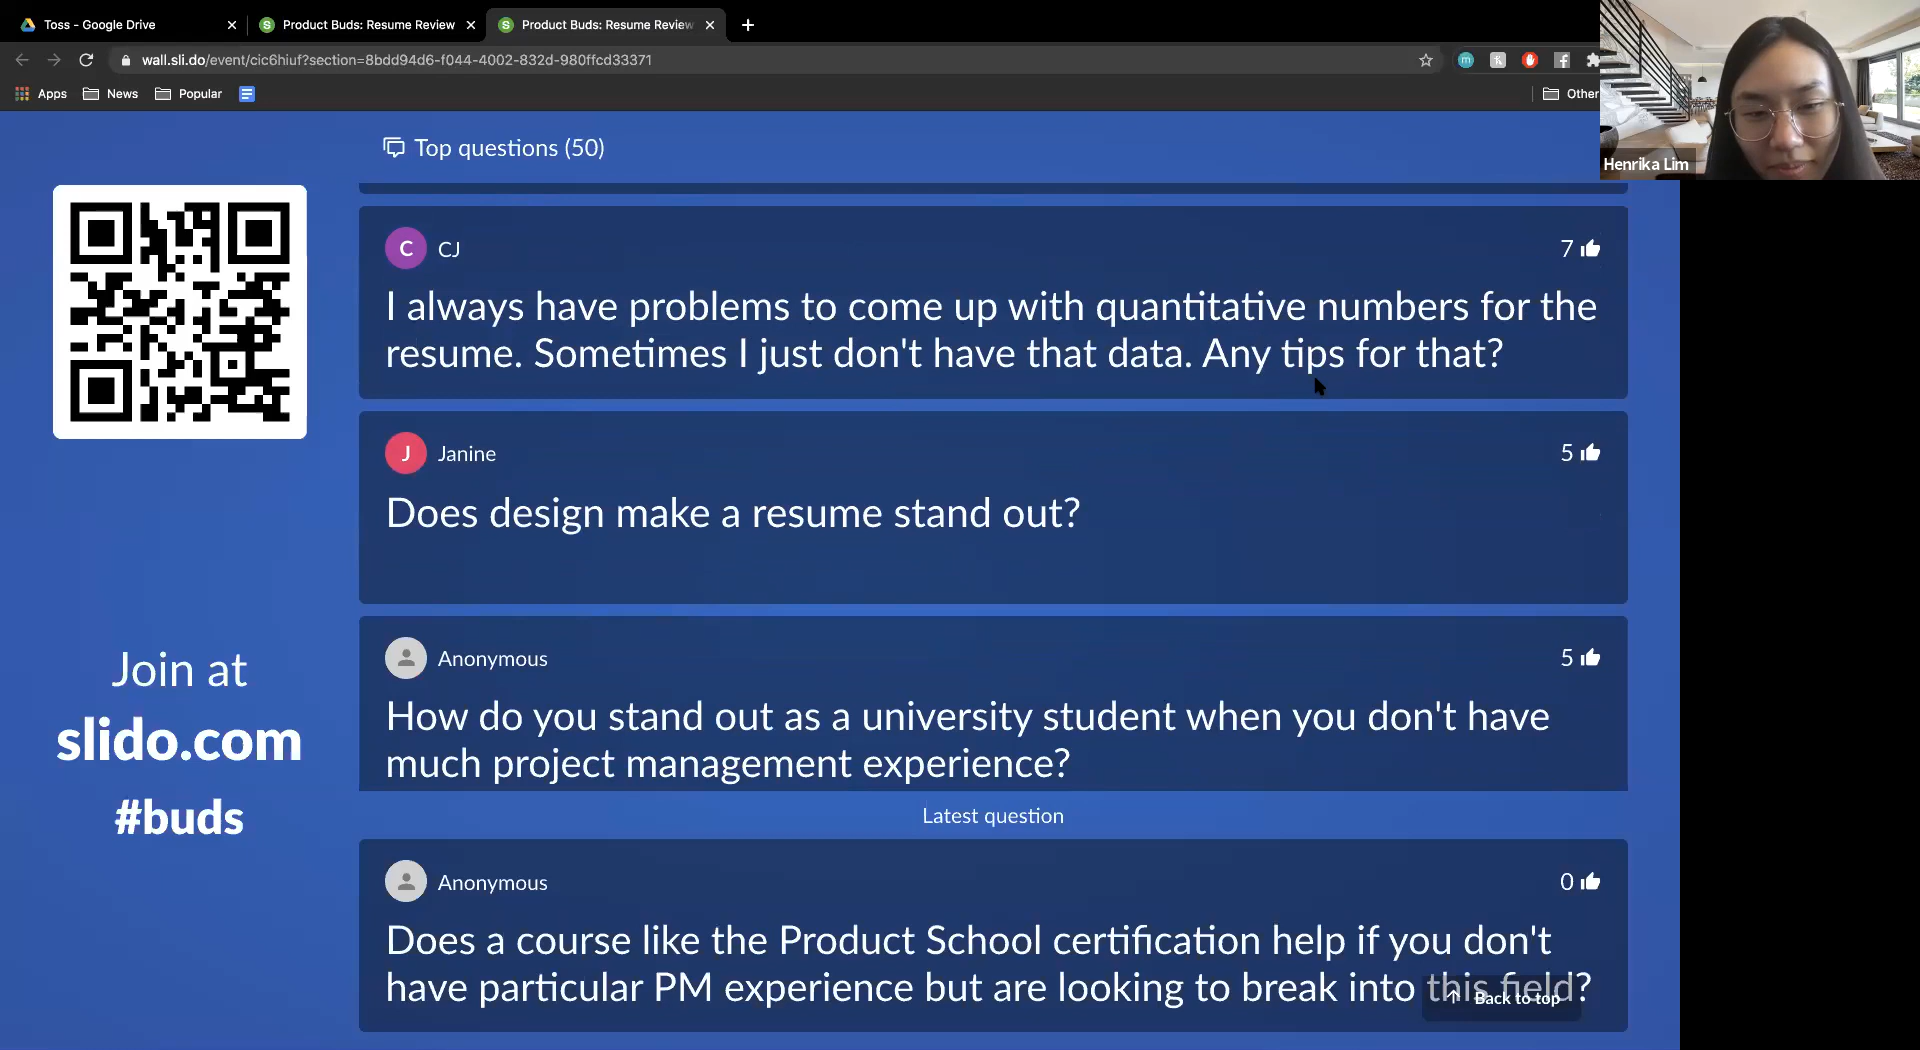 Toss - Google Drive
Product Buds: Resume Review
Product Buds: Resume Review
wall.sli.do/event/cic6hiuf?section=8bdd94d6-f044-4002-832d-980ffcd33371
Apps
News
Popular
Other
Henrika Lim
Top questions (50)
C
CJ
7
I always have problems to come up with quantitative numbers for the
resume. Sometimes I just don't have that data. Any tips for that?
J
Janine
5
Does design make a resume stand out?
Anonymous
5
How do you stand out as a university student when you don't have
much project management experience?
Join at
slido.com
#buds
Latest question
Anonymous
0
Does a course like the Product School certification help if you don't
have particular PM experience but are looking to break into this field?
Back to top